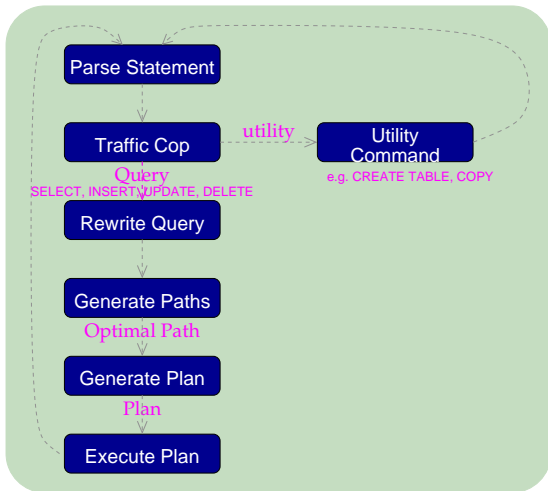 Parse Statement
Traffic Cop
utility
Utility
Command
Query
SELECT, INSERT, UPDATE, DELETE
e.g. CREATE TABLE, COPY
Rewrite Query
Generate Paths
Optimal Path
Generate Plan
Plan
Execute Plan